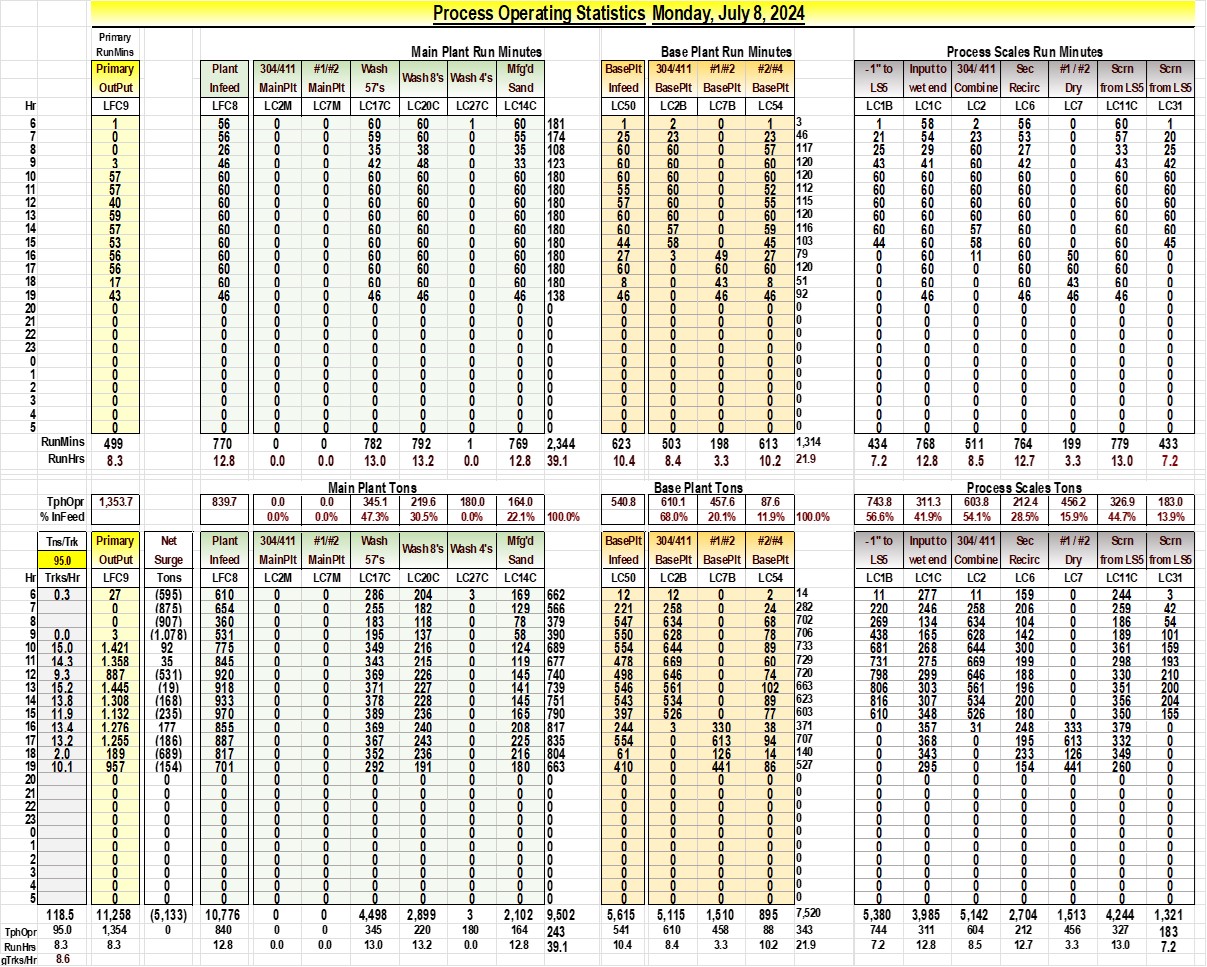 Process Operating Statistics Monday, July 8, 2024
Primary
RunMins Main Plant Run Minutes Base Plant Run Minutes Process Scales Run Minutes
Primary Plant 304/411 #1/#2 Wash Wash 8's Wash 4's Mfg'd BasePlt 304/411 #1/#2 #2/#4 -1" to Input to 304/ 411 Sec #1 / #2 Scrn Scrn
OutPut Infeed MainPlt MainPlt 57's Sand Infeed BasePlt BasePlt BasePlt LS5 wet end Combine Recirc Dry from LS5 from LS5
Hr LFC9 LFC8 LC2M LC7M LC17C LC20C LC27C LC14C LC50 LC2B LC7B LC54 LC1B LC1C LC2 LC6 LC7 LC11C LC31
6 1 56 0 0 60 60 1 60 181 1 2 0 1 3 1 58 2 56 0 60 1
7 0 56 0 0 59 60 0 55 174 25 23 0 23 46 21 54 23 53 0 57 20
8 0 26 0 0 35 38 0 35 108 60 60 0 57 117 25 29 60 27 0 33 25
9 3 46 0 0 42 48 0 33 123 60 60 0 60 120 43 41 60 42 0 43 42
10 57 60 0 0 60 60 0 60 180 60 60 0 60 120 60 60 60 60 0 60 60
11 57 60 0 0 60 60 0 60 180 55 60 0 52 112 60 60 60 60 0 60 60
12 40 60 0 0 60 60 0 60 180 57 60 0 55 115 60 60 60 60 0 60 60
13 59 60 0 0 60 60 0 60 180 60 60 0 60 120 60 60 60 60 0 60 60
14 57 60 0 0 60 60 0 60 180 60 57 0 59 116 60 60 57 60 0 60 60
15 53 60 0 0 60 60 0 60 180 44 58 0 45 103 44 60 58 60 0 60 45
16 56 60 0 0 60 60 0 60 180 27 3 49 27 79 0 60 11 60 50 60 0
17 56 60 0 0 60 60 0 60 180 60 0 60 60 120 0 60 0 60 60 60 0
18 17 60 0 0 60 60 0 60 180 8 0 43 8 51 0 60 0 60 43 60 0
19 43 46 0 0 46 46 0 46 138 46 0 46 46 92 0 46 0 46 46 46 0
20 0 0 0 0 0 0 0 0 0 0 0 0 0 0 0 0 0 0 0 0 0
21 0 0 0 0 0 0 0 0 0 0 0 0 0 0 0 0 0 0 0 0 0
22 0 0 0 0 0 0 0 0 0 0 0 0 0 0 0 0 0 0 0 0 0
23 0 0 0 0 0 0 0 0 0 0 0 0 0 0 0 0 0 0 0 0 0
0 0 0 0 0 0 0 0 0 0 0 0 0 0 0 0 0 0 0 0 0 0
1 0 0 0 0 0 0 0 0 0 0 0 0 0 0 0 0 0 0 0 0 0
2 0 0 0 0 0 0 0 0 0 0 0 0 0 0 0 0 0 0 0 0 0
3 0 0 0 0 0 0 0 0 0 0 0 0 0 0 0 0 0 0 0 0 0
4 0 0 0 0 0 0 0 0 0 0 0 0 0 0 0 0 0 0 0 0 0
5 0 0 0 0 0 0 0 0 0 0 0 0 0 0 0 0 0 0 0 0 0
RunMins 499 770 0 0 782 792 1 769 2,344 623 503 198 613 1,314 434 768 511 764 199 779 433
RunHrs 8.3 12.8 0.0 0.0 13.0 13.2 0.0 12.8 39.1 10.4 8.4 3.3 10.2 21.9 7.2 12.8 8.5 12.7 3.3 13.0 7.2
Main Plant Tons Base Plant Tons Process Scales Tons
TphOpr 1,353.7 839.7 0.0 0.0 345.1 219.6 180.0 164.0 540.8 610.1 457.6 87.6 743.8 311.3 603.8 212.4 456.2 326.9 183.0
% InFeed 0.0% 0.0% 47.3% 30.5% 0.0% 22.1% 100.0% 68.0% 20.1% 11.9% 100.0% 56.6% 41.9% 54.1% 28.5% 15.9% 44.7% 13.9%
Tns/Trk Primary Net Plant 304/411 #1/#2 Wash Wash 8's Wash 4's Mfg'd BasePlt 304/411 #1/#2 #2/#4 -1" to Input to 304/ 411 Sec #1 / #2 Scrn Scrn
95.0 OutPut Surge Infeed MainPlt MainPlt 57's Sand Infeed BasePlt BasePlt BasePlt LS5 wet end Combine Recirc Dry from LS5 from LS5
Hr Trks/Hr LFC9 Tons LFC8 LC2M LC7M LC17C LC20C LC27C LC14C LC50 LC2B LC7B LC54 LC1B LC1C LC2 LC6 LC7 LC11C LC31
6 0.3 27 (595) 610 0 0 286 204 3 169 662 12 12 0 2 14 11 277 11 159 0 244 3
7 0 (875) 654 0 0 255 182 0 129 566 221 258 0 24 282 220 246 258 206 0 259 42
8 0 (907) 360 0 0 183 118 0 78 379 547 634 0 68 702 269 134 634 104 0 186 54
9 0.0 3 (1,078) 531 0 0 195 137 0 58 390 550 628 0 78 706 438 165 628 142 0 189 101
10 15.0 1,421 92 775 0 0 349 216 0 124 689 554 644 0 89 733 681 268 644 300 0 361 159
11 14.3 1,358 35 845 0 0 343 215 0 119 677 478 669 0 60 729 731 275 669 199 0 298 193
12 9.3 887 (531) 920 0 0 369 226 0 145 740 498 646 0 74 720 798 299 646 188 0 330 210
13 15.2 1,445 (19) 918 0 0 371 227 0 141 739 546 561 0 102 663 806 303 561 196 0 351 200
14 13.8 1,308 (168) 933 0 0 378 228 0 145 751 543 534 0 89 623 816 307 534 200 0 356 204
15 11.9 1,132 (235) 970 0 0 389 236 0 165 790 397 526 0 77 603 610 348 526 180 0 350 155
16 13.4 1,276 177 855 0 0 369 240 0 208 817 244 3 330 38 371 0 357 31 248 333 379 0
17 13.2 1,255 (186) 887 0 0 367 243 0 225 835 554 0 613 94 707 0 368 0 195 613 332 0
18 2.0 189 (689) 817 0 0 352 236 0 216 804 61 0 126 14 140 0 343 0 233 126 349 0
19 10.1 957 (154) 701 0 0 292 191 0 180 663 410 0 441 86 527 0 295 0 154 441 260 0
20 0 0 0 0 0 0 0 0 0 0 0 0 0 0 0 0 0 0 0 0 0 0
21 0 0 0 0 0 0 0 0 0 0 0 0 0 0 0 0 0 0 0 0 0 0
22 0 0 0 0 0 0 0 0 0 0 0 0 0 0 0 0 0 0 0 0 0 0
23 0 0 0 0 0 0 0 0 0 0 0 0 0 0 0 0 0 0 0 0 0 0
0 0 0 0 0 0 0 0 0 0 0 0 0 0 0 0 0 0 0 0 0 0 0
1 0 0 0 0 0 0 0 0 0 0 0 0 0 0 0 0 0 0 0 0 0 0
2 0 0 0 0 0 0 0 0 0 0 0 0 0 0 0 0 0 0 0 0 0 0
3 0 0 0 0 0 0 0 0 0 0 0 0 0 0 0 0 0 0 0 0 0 0
4 0 0 0 0 0 0 0 0 0 0 0 0 0 0 0 0 0 0 0 0 0 0
5 0 0 0 0 0 0 0 0 0 0 0 0 0 0 0 0 0 0 0 0 0 0
118.5 11,258 (5,133) 10,776 0 0 4,498 2,899 3 2,102 9,502 5,615 5,115 1,510 895 7,520 5,380 3,985 5,142 2,704 1,513 4,244 1,321
TphOpr 95.0 1,354 0 840 0 0 345 220 180 164 243 541 610 458 88 343 744 311 604 212 456 327 183
RunHrs 8.3 8.3 12.8 0.0 0.0 13.0 13.2 0.0 12.8 39.1 10.4 8.4 3.3 10.2 21.9 7.2 12.8 8.5 12.7 3.3 13.0 7.2
gTrks/Hr 8.6